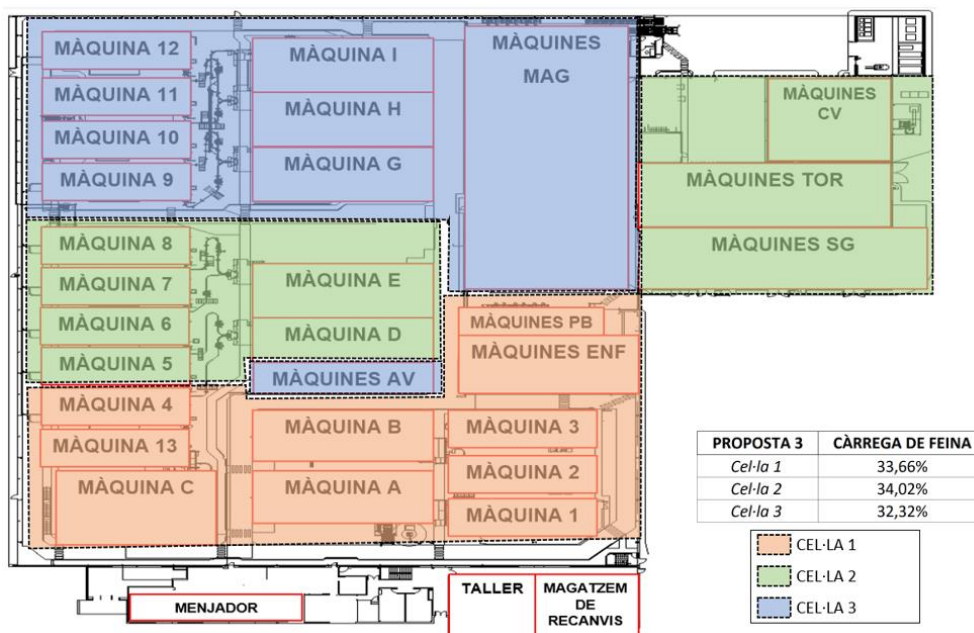 MÀQUINA 12
MÀQUINA 11
MÀQUINA 10
MÀQUINA 9
MÀQUINA I
MÀQUINA H
MÀQUINA G
MÀQUINES
MAG
MÀQUINES
CV
MÀQUINES TOR
MÀQUINES SG
MÀQUINA 8
MÀQUINA 7
MÀQUINA 6
MÀQUINA 5
MÀQUINA E
MÀQUINA D
MÀQUINES AV
MÀQUINES PB
MÀQUINES ENF
MÀQUINA 4
MÀQUINA 13
MÀQUINA C
MÀQUINA B
MÀQUINA A
MÀQUINA 3
MÀQUINA 2
MÀQUINA 1
PROPOSTA 3 CÀRREGA DE FEINA
Cel·la 1 33,66%
Cel·la 2 34,02%
Cel·la 3 32,32%
CEL·LA 1
CEL·LA 2
CEL·LA 3
MENJADOR
TALLER
MAGATZEM
DE
RECANVIS